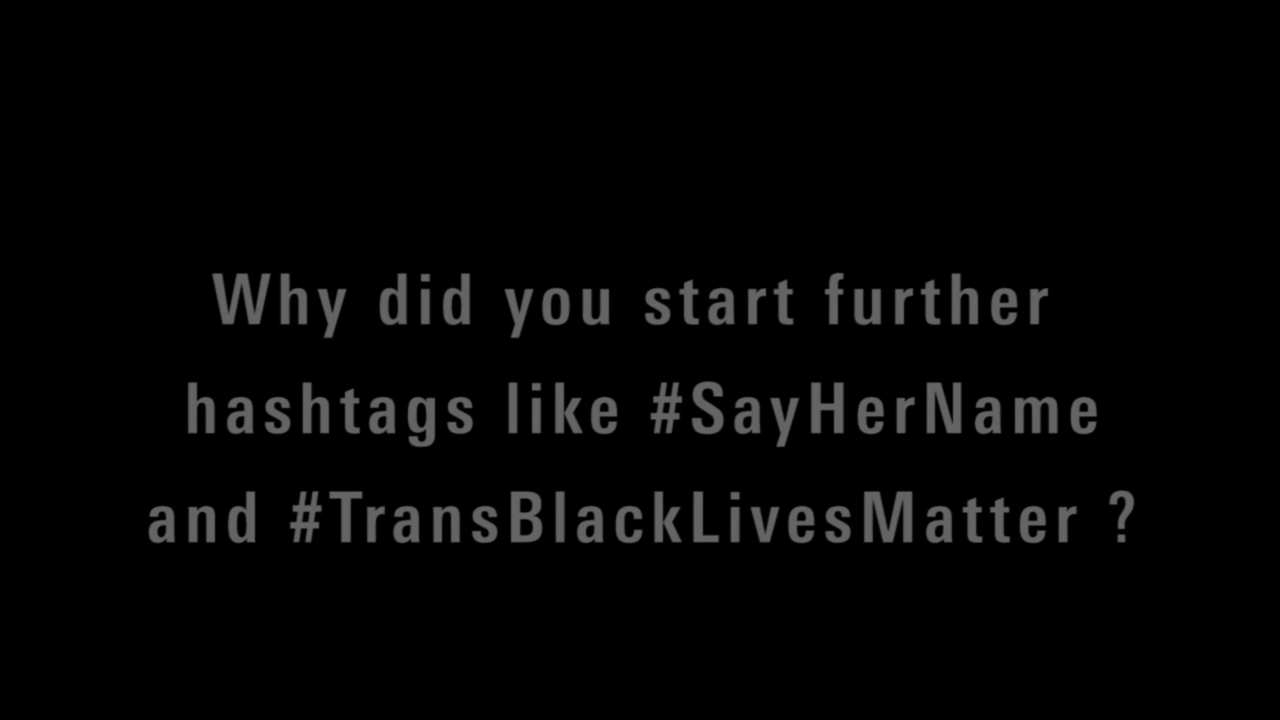 Why did you start further
hashtags like #SayHerName
and #TransBlackLivesMatter ?